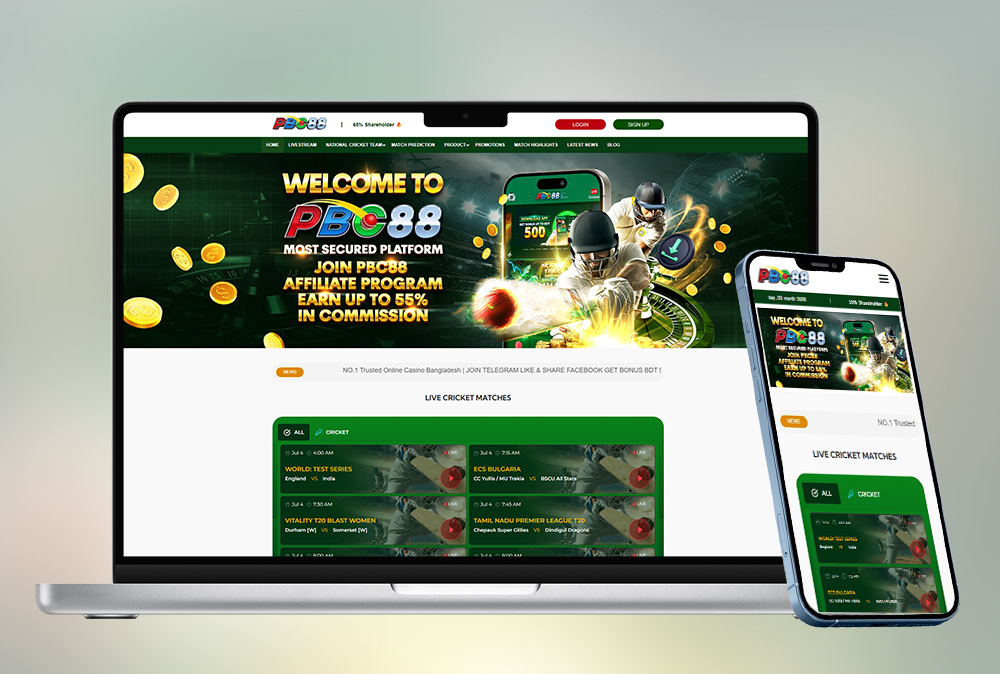 PBC88
65% Shareholder
LOGIN
SIGN UP
HOME LIVESTREAM NATIONAL CRICKET TEAM MATCH PREDICTION PRODUCT PROMOTIONS MATCH HIGHLIGHTS LATEST NEWS BLOG
WELCOME TO
PBC88
MOST SECURED PLATFORM
JOIN PBC88
AFFILIATE PROGRAM
EARN UP TO 55%
IN COMMISSION
PBC88
DOWNLOAD APP
500
NEWS
NO.1 Trusted Online Casino Bangladesh | JOIN TELEGRAM LIKE & SHARE FACEBOOK GET BONUS BDT
LIVE CRICKET MATCHES
ALL CRICKET
Jul 4 4:00 AM LIVE
WORLD: TEST SERIES
England VS India
Jul 4 7:15 AM LIVE
ECS BULGARIA
CC Yullis / MU Trakia VS BSCU All Stars
Jul 4 7:30 AM LIVE
VITALITY T20 BLAST WOMEN
Durham [W] VS Somerset [W]
Jul 4 7:45 AM LIVE
TAMIL NADU PREMIER LEAGUE T20
Chepauk Super Gillies VS Dindigul Dragons
Jul 4 8:00 AM LIVE
Jul 4 8:00 AM LIVE
PBC88
day, 00 month 0000
Shareholder
WELCOME TO
PBC88
MOST SECURED PLATFORM
JOIN PBC88
AFFILIATE PROGRAM
EARN UP TO 55%
IN COMMISSION
NEWS
NO.1 Trusted
LIVE CRICKET MATCHES
ALL CRICKET
WORLD: TEST SERIES
England VS India
ECS BULGARIA